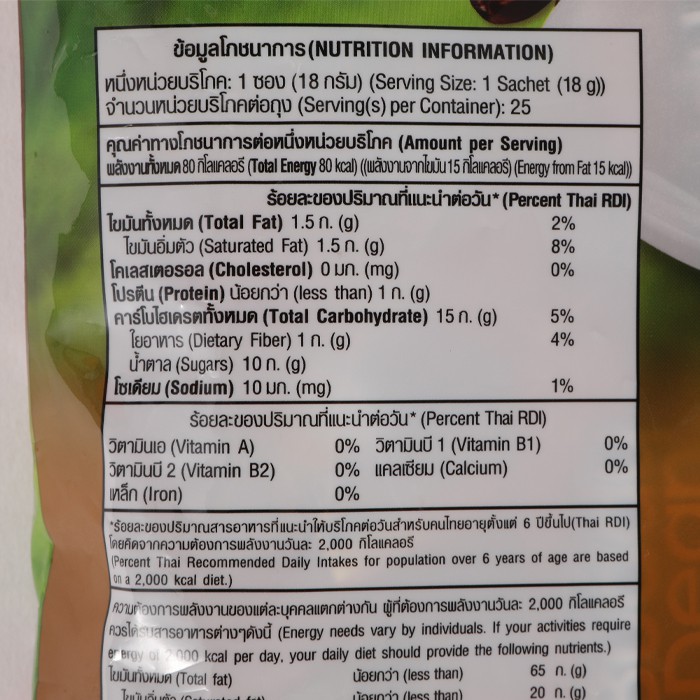 ข้อมูลโภชนาการ (NUTRITION INFORMATION)
หนึ่งหน่วยบริโภค: 1 ซอง (18 กรัม) (Serving Size: 1 Sachet (18 g))
จำนวนหน่วยบริโภคต่อถุง (Serving(s) per Container): 25
คุณค่าทางโภชนาการต่อหนึ่งหน่วยบริโภค (Amount per Serving)
พลังงานทั้งหมด 80 กิโลแคลอรี (Total Energy 80 kcal) ((พลังงานจากไขมัน 15 กิโลแคลอรี) (Energy from Fat 15 kcal))
ร้อยละของปริมาณที่แนะนำต่อวัน* (Percent Thai RDI)
ไขมันทั้งหมด (Total Fat) 1.5 ก. (g) 2%
ไขมันอิ่มตัว (Saturated Fat) 1.5 ก. (g) 8%
โคเลสเตอรอล (Cholesterol) 0 มก. (mg) 0%
โปรตีน (Protein) น้อยกว่า (less than) 1 ก. (g)
คาร์โบไฮเดรตทั้งหมด (Total Carbohydrate) 15 ก. (g) 5%
ใยอาหาร (Dietary Fiber) 1 ก. (g) 4%
น้ำตาล (Sugars) 10 ก. (g)
โซเดียม (Sodium) 10 มก. (mg) 1%
ร้อยละของปริมาณที่แนะนำต่อวัน* (Percent Thai RDI)
วิตามินเอ (Vitamin A) 0% วิตามินบี 1 (Vitamin B1) 0%
วิตามินบี 2 (Vitamin B2) 0% แคลเซียม (Calcium) 0%
เหล็ก (Iron) 0%
*ร้อยละของปริมาณสารอาหารที่แนะนำให้บริโภคต่อวันสำหรับคนไทยอายุตั้งแต่ 6 ปีขึ้นไป(Thai RDI)
โดยคิดจากความต้องการพลังงานวันละ 2,000 กิโลแคลอรี
(Percent Thai Recommended Daily Intakes for population over 6 years of age are based
on a 2,000 kcal diet.)
ความต้องการพลังงานของแต่ละบุคคลแตกต่างกัน ผู้ที่ต้องการพลังงานวันละ 2,000 กิโลแคลอรี
ควรได้รับสารอาหารต่างๆดังนี้ (Energy needs vary by individuals. If your activities require
energy of 2,000 kcal per day, your daily diet should provide the following nutrients.)
ไขมันทั้งหมด (Total fat) น้อยกว่า (less than) 65 ก. (g)
ไขมันอิ่มตัว (Saturated fat) น้อยกว่า (less than) 20 ก. (g)